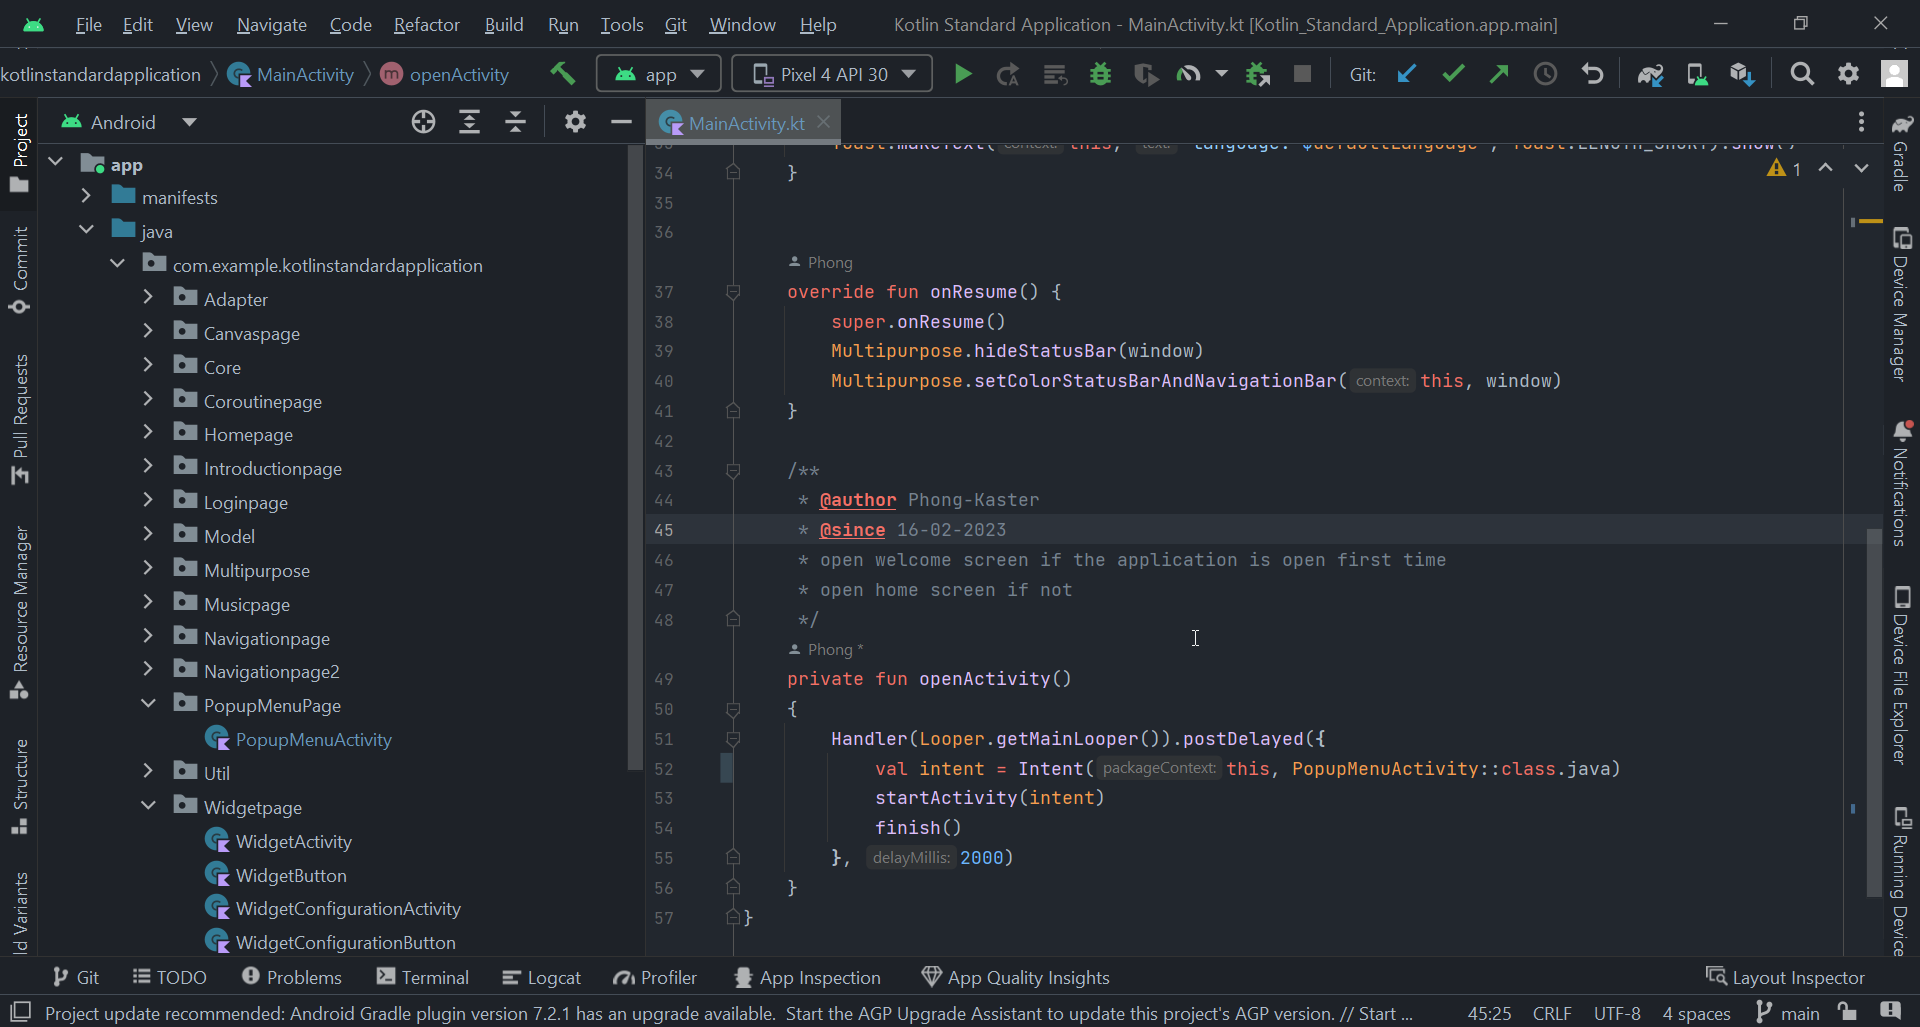 File Edit View Navigate Code Refactor Build Run Tools Git Window Help Kotlin Standard Application - MainActivity.kt [Kotlin_Standard_Application.app.main]
kotlinstandardapplication MainActivity m openActivity app Pixel 4 API 30 Git:
Android
MainActivity.kt
Project
Commit
Pull Requests
Resource Manager
Structure
ld Variants
app
manifests
java
com.example.kotlinstandardapplication
Adapter
Canvaspage
Core
Coroutinepage
Homepage
Introductionpage
Loginpage
Model
Multipurpose
Musicpage
Navigationpage
Navigationpage2
PopupMenuPage
PopupMenuActivity
Util
Widgetpage
WidgetActivity
WidgetButton
WidgetConfigurationActivity
WidgetConfigurationButton
1
34 }
35
36
Phong
37 override fun onResume() {
38 super.onResume()
39 Multipurpose.hideStatusBar(window)
40 Multipurpose.setColorStatusBarAndNavigationBar( context: this, window)
41 }
42
43 /**
44 * @author Phong-Kaster
45 * @since 16-02-2023
46 * open welcome screen if the application is open first time
47 * open home screen if not
48 */
Phong *
49 private fun openActivity()
50 {
51 Handler(Looper.getMainLooper()).postDelayed({
52 val intent = Intent( packageContext: this, PopupMenuActivity::class.java)
53 startActivity(intent)
54 finish()
55 }, delayMillis: 2000)
56 }
57 }
Gradle
Device Manager
Notifications
Device File Explorer
Running Device
Git TODO Problems Terminal Logcat Profiler App Inspection App Quality Insights Layout Inspector
Project update recommended: Android Gradle plugin version 7.2.1 has an upgrade available. Start the AGP Upgrade Assistant to update this project's AGP version. // Start ... 45:25 CRLF UTF-8 4 spaces main